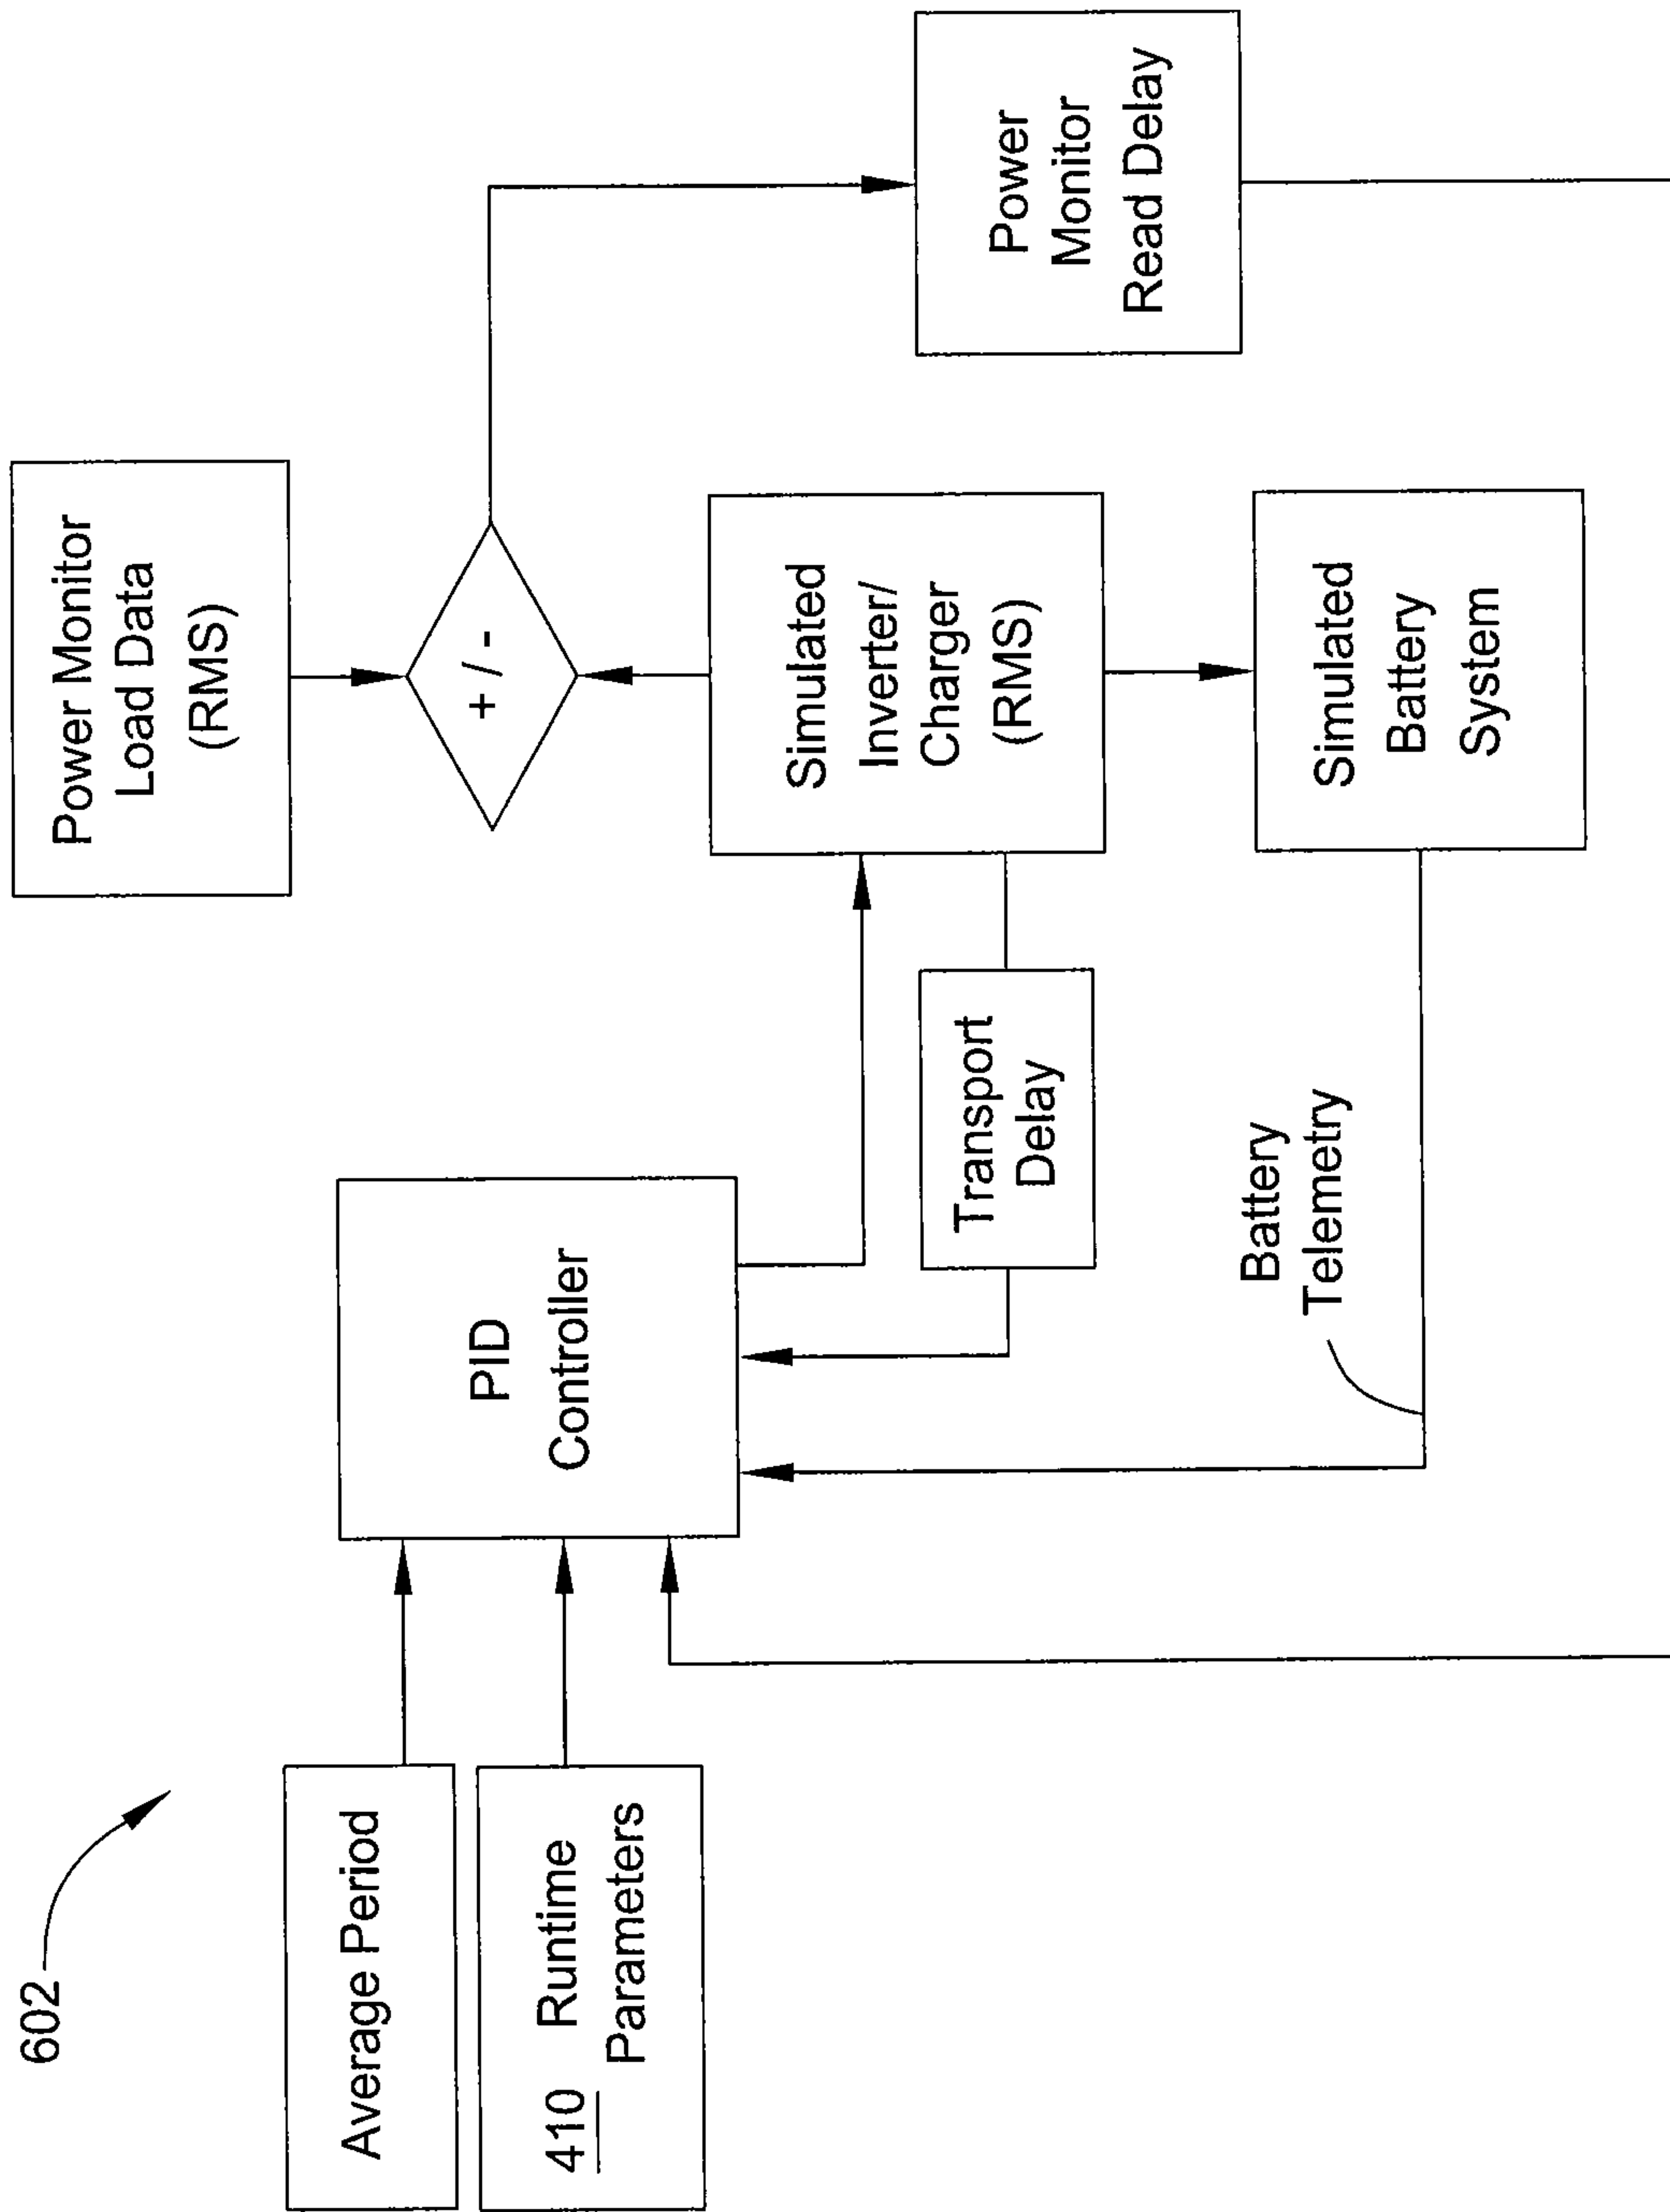 602
Average Period
410 Runtime
Parameters
PID
Controller
Transport
Delay
Battery
Telemetry
Power Monitor
Load Data
(RMS)
+ / -
Simulated
Inverter/
Charger
(RMS)
Simulated
Battery
System
Power
Monitor
Read Delay